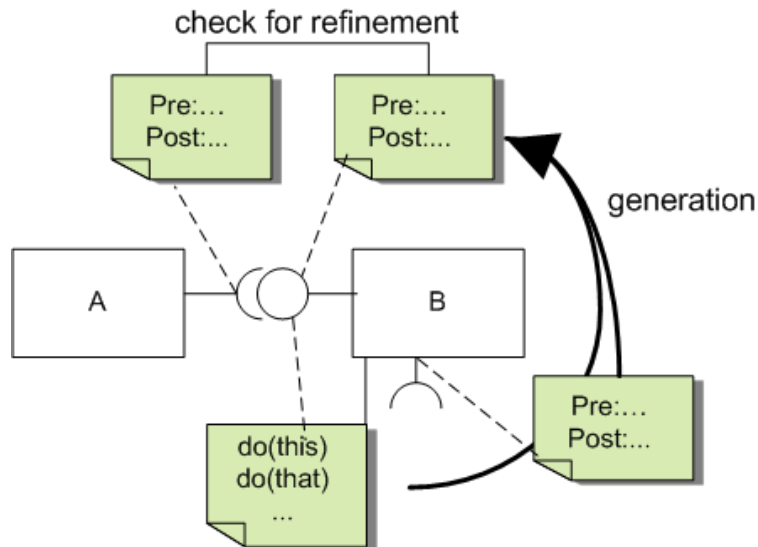 check for refinement
Pre:...
Post:...
Pre:...
Post:...
generation
A
B
Pre:...
Post:...
do(this)
do(that)
...